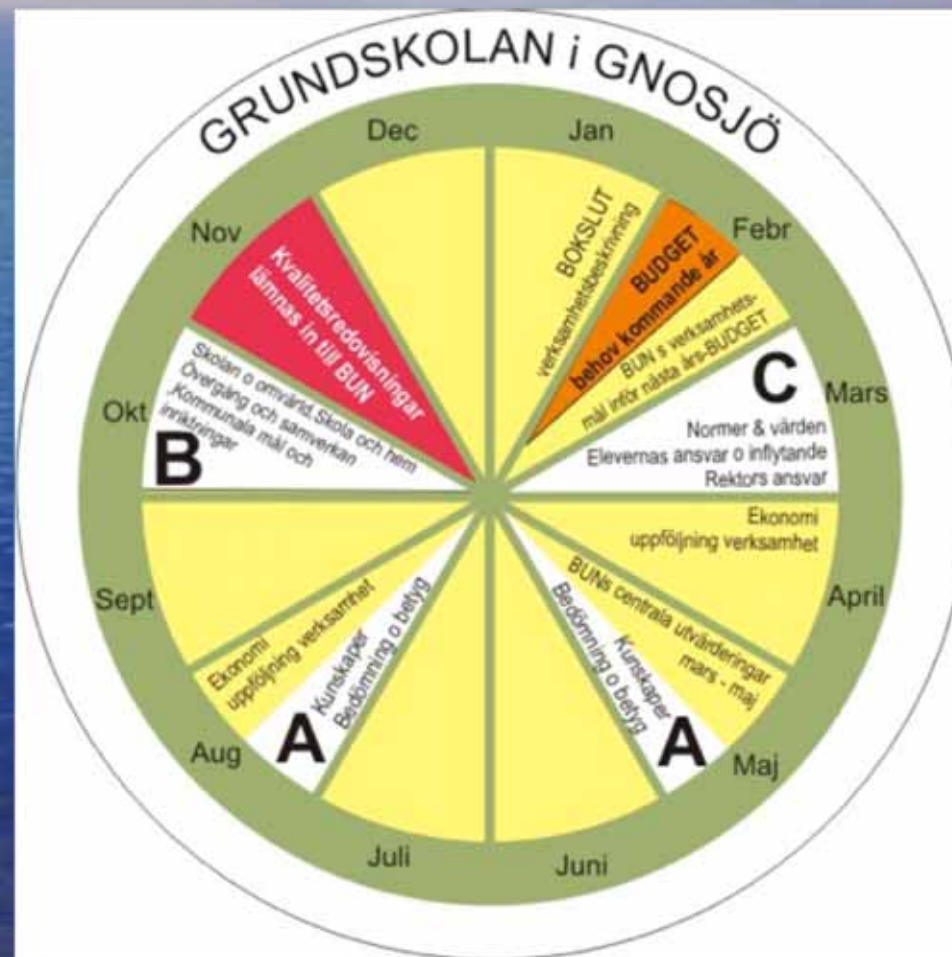 GRUNDSKOLAN i GNOSJÖ
Jan
BOKSLUT
verksamhetsbeskrivning
Febr
BUDGET
behov kommande år
BUN s verksamhets-
mål inför nästa års-BUDGET
Mars
C
Normer & värden
Elevernas ansvar o inflytande
Rektors ansvar
April
Ekonomi
uppföljning verksamhet
Maj
BUNs centrala utvärderingar
mars - maj
Kunskaper
Bedömning o betyg
A
Juni
Juli
Aug
A
Kunskaper
Bedömning o betyg
Ekonomi
uppföljning verksamhet
Sept
Okt
B
Skolan o omvärld.Skola och hem
Övergång och samverkan
.Kommunala mål och
inriktningar
Nov
Kvalitetsredovisningar
lämnas in till BUN
Dec